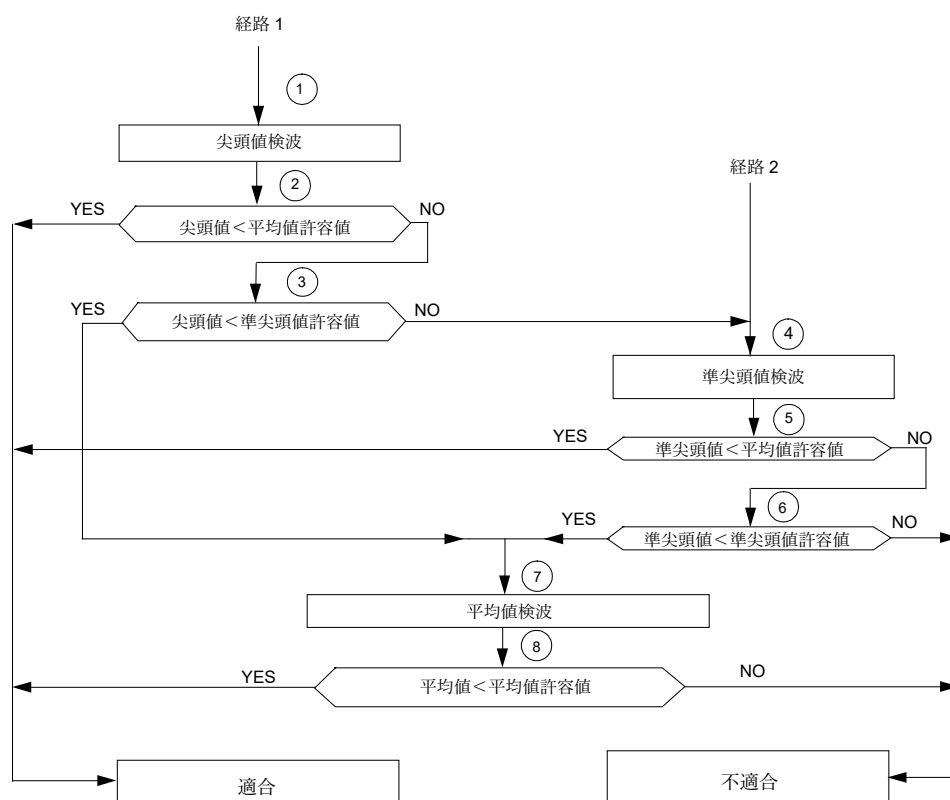 経路 1
1
尖頭値検波
経路 2
2
YES
NO
尖頭値<平均値許容値
3
YES
NO
尖頭値<準尖頭値許容値
4
準尖頭値検波
5
YES
NO
準尖頭値<平均値許容値
6
YES
NO
準尖頭値<準尖頭値許容値
7
平均値検波
8
YES
NO
平均値<平均値許容値
適合
不適合